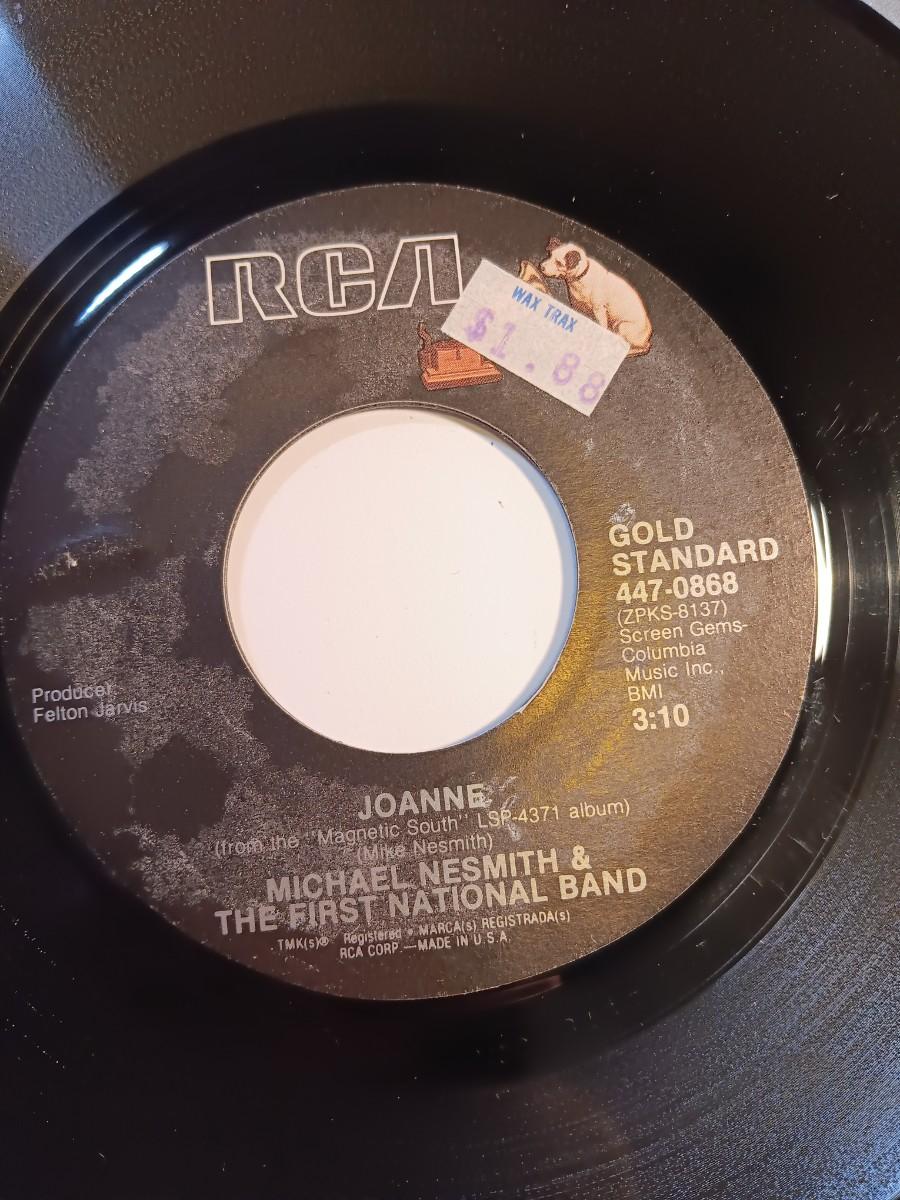 RCA
WAX TRAX
$1.88
GOLD
STANDARD
447-0868
(ZPKS-8137)
Screen Gems-
Columbia
Music Inc.,
BMI
3:10
Producer
Felton Jarvis
JOANNE
(from the "Magnetic South" LSP-4371 album)
(Mike Nesmith)
MICHAEL NESMITH &
THE FIRST NATIONAL BAND
TMK(s)® Registered • MARCA(s) REGISTRADA(s)
RCA CORP —MADE IN U.S.A.